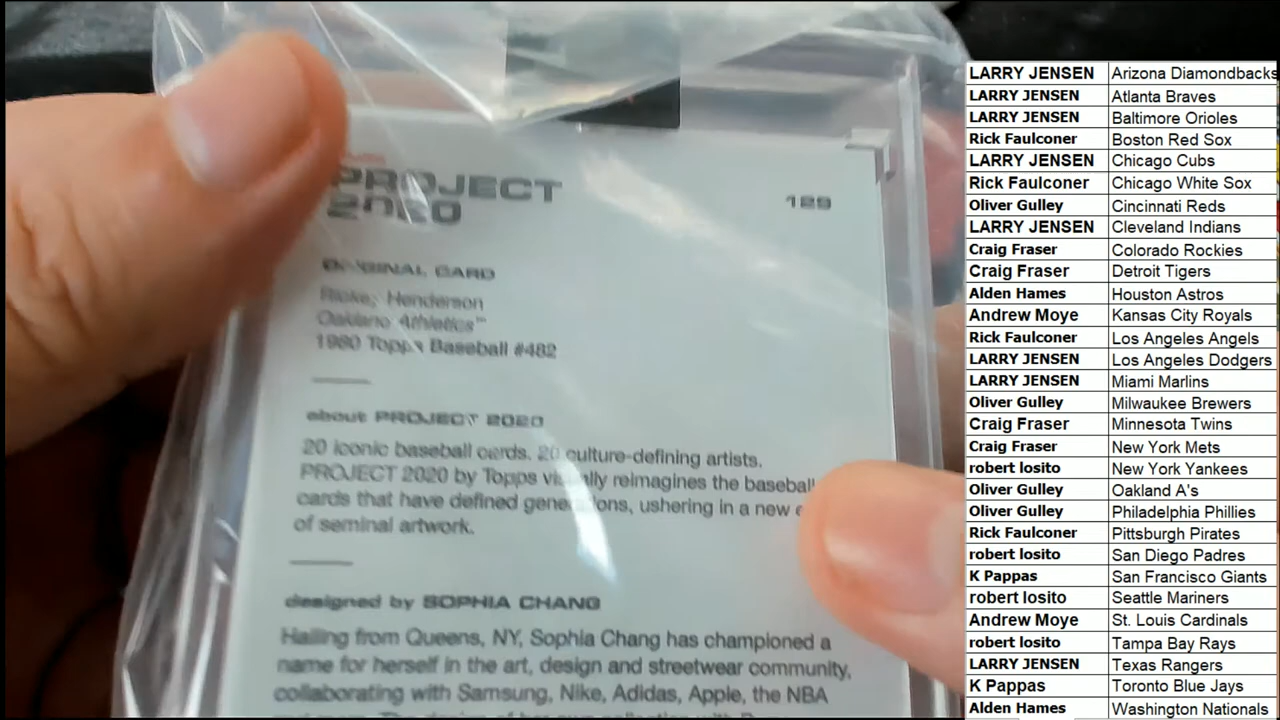 PROJECT
2020
129
ORIGINAL CARD
Rickey Henderson
Oakland Athletics™
1980 Topps Baseball #482
about PROJECT 2020
20 iconic baseball cards. 20 culture-defining artists.
PROJECT 2020 by Topps visually reimagines the baseball
cards that have defined generations, ushering in a new
of seminal artwork.
designed by SOPHIA CHANG
Hailing from Queens, NY, Sophia Chang has championed a
name for herself in the art, design and streetwear community,
collaborating with Samsung, Nike, Adidas, Apple, the NBA
LARRY JENSEN Arizona Diamondbacks
LARRY JENSEN Atlanta Braves
LARRY JENSEN Baltimore Orioles
Rick Faulconer Boston Red Sox
LARRY JENSEN Chicago Cubs
Rick Faulconer Chicago White Sox
Oliver Gulley Cincinnati Reds
LARRY JENSEN Cleveland Indians
Craig Fraser Colorado Rockies
Craig Fraser Detroit Tigers
Alden Hames Houston Astros
Andrew Moye Kansas City Royals
Rick Faulconer Los Angeles Angels
LARRY JENSEN Los Angeles Dodgers
LARRY JENSEN Miami Marlins
Oliver Gulley Milwaukee Brewers
Craig Fraser Minnesota Twins
Craig Fraser New York Mets
robert losito New York Yankees
Oliver Gulley Oakland A's
Oliver Gulley Philadelphia Phillies
Rick Faulconer Pittsburgh Pirates
robert losito San Diego Padres
K Pappas San Francisco Giants
robert losito Seattle Mariners
Andrew Moye St. Louis Cardinals
robert losito Tampa Bay Rays
LARRY JENSEN Texas Rangers
K Pappas Toronto Blue Jays
Alden Hames Washington Nationals